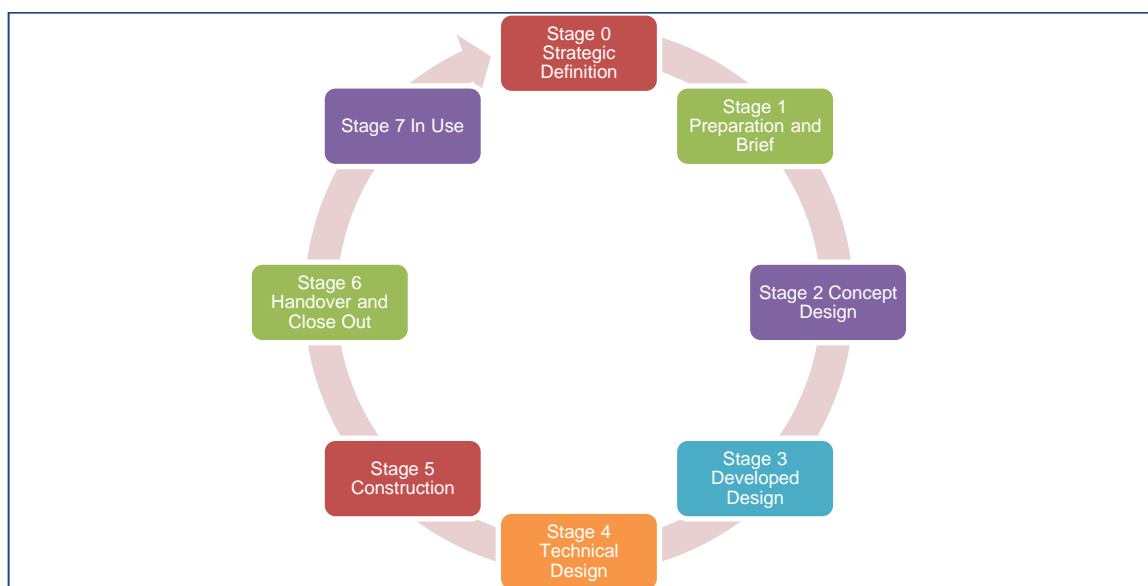 Stage 0
Strategic
Definition
Stage 1
Preparation and
Brief
Stage 2 Concept
Design
Stage 3
Developed
Design
Stage 4
Technical
Design
Stage 5
Construction
Stage 6
Handover and
Close Out
Stage 7 In Use